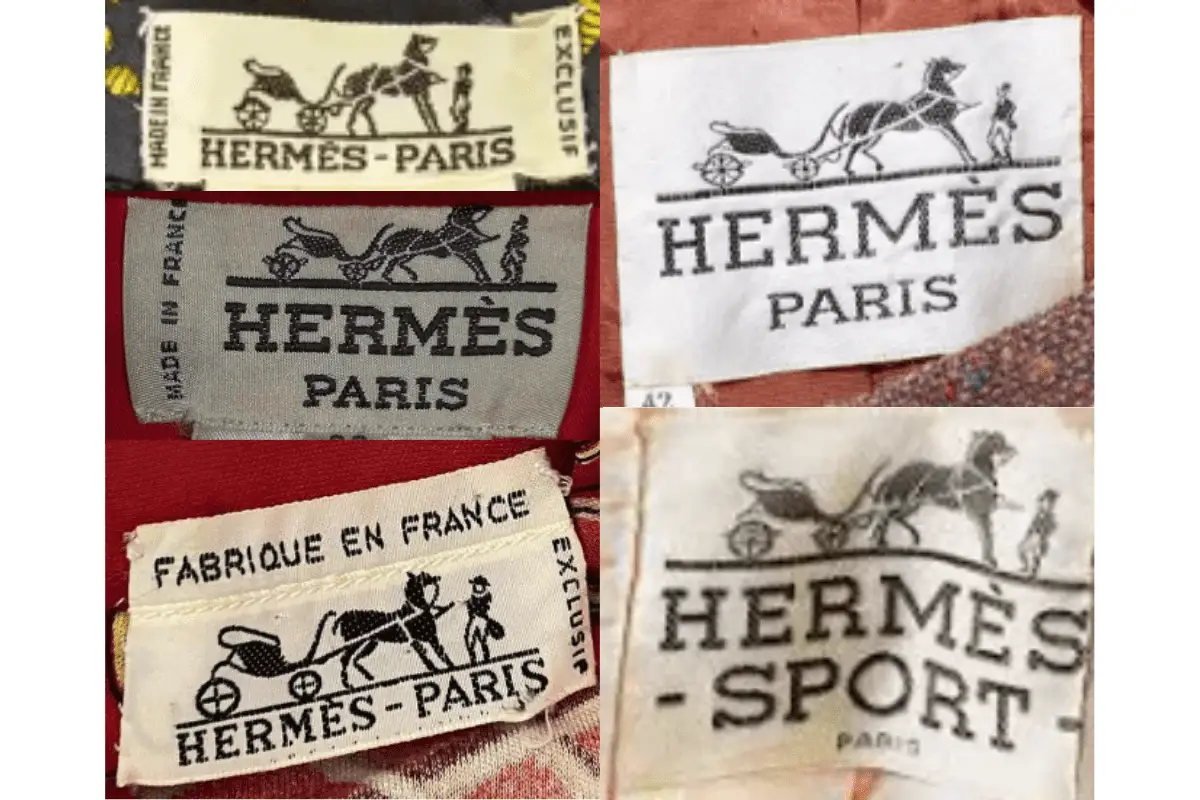 MADE IN FRANCE
EXCLUSIF
HERMÈS - PARIS
HERMÈS
PARIS
42
MADE IN FRANCE
HERMÈS
PARIS
FABRIQUE EN FRANCE
EXCLUSIF
HERMÈS - PARIS
HERMÈS
- SPORT -
PARIS